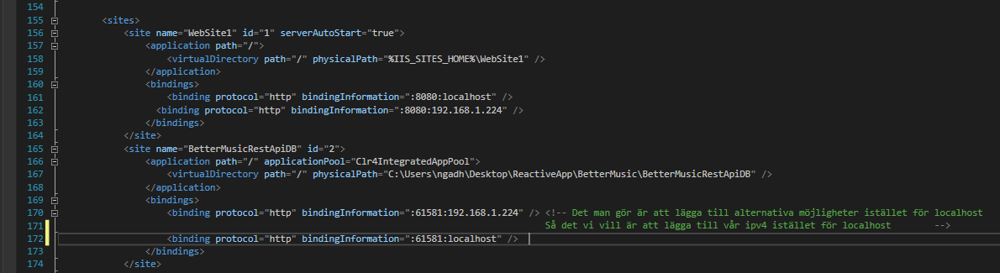 154
155 <sites>
156 <site name="WebSite1" id="1" serverAutoStart="true">
157 <application path="/">
158 <virtualDirectory path="/" physicalPath="%IIS_SITES_HOME%\WebSite1" />
159 </application>
160 <bindings>
161 <binding protocol="http" bindingInformation=":8080:localhost" />
162 <binding protocol="http" bindingInformation=":8080:192.168.1.224" />
163 </bindings>
164 </site>
165 <site name="BetterMusicRestApiDB" id="2">
166 <application path="/" applicationPool="Clr4IntegratedAppPool">
167 <virtualDirectory path="/" physicalPath="C:\Users\ngadh\Desktop\ReactiveApp\BetterMusic\BetterMusicRestApiDB" />
168 </application>
169 <bindings>
170 <binding protocol="http" bindingInformation=":61581:192.168.1.224" /> <!-- Det man gör är att lägga till alternativa möjligheter istället för localhost
171 Så det vi vill är att lägga till vår ipv4 istället för localhost -->
172 <binding protocol="http" bindingInformation=":61581:localhost" />
173 </bindings>
174 </site>